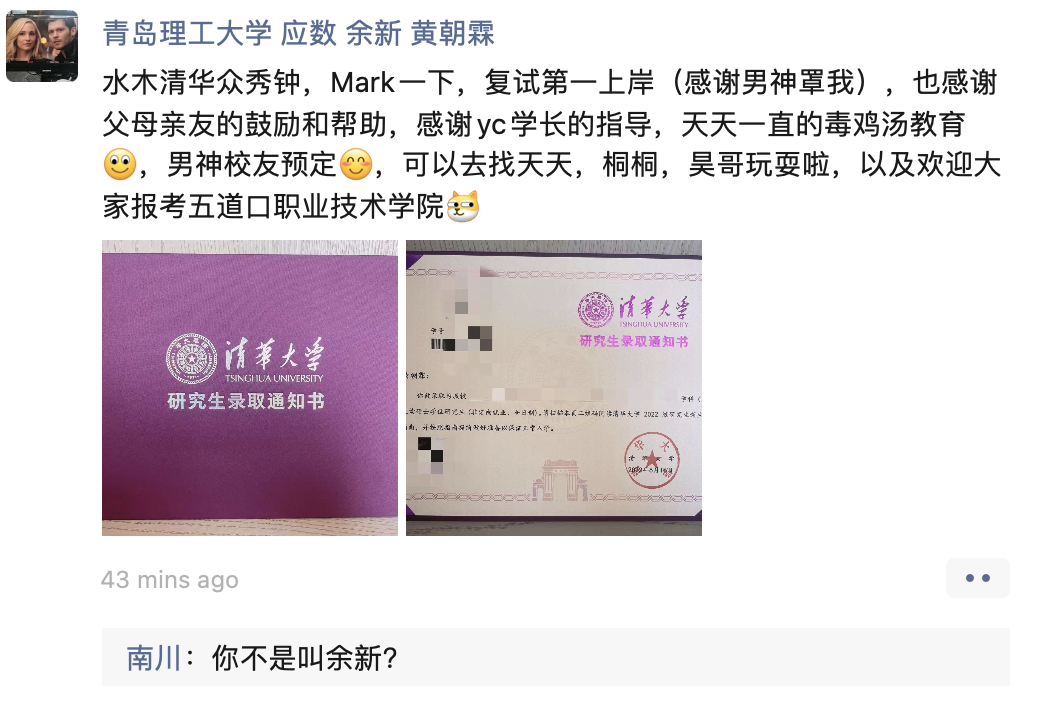 青岛理工大学 应数 余新 黄朝霖
水木清华众秀钟，Mark一下，复试第一上岸（感谢男神罩我），也感谢
父母亲友的鼓励和帮助，感谢yc学长的指导，天天一直的毒鸡汤教育
🙂，男神校友预定😊，可以去找天天，桐桐，昊哥玩耍啦，以及欢迎大
家报考五道口职业技术学院
清華大学
TSINGHUA UNIVERSITY
研究生录取通知书
清華大学
TSINGHUA UNIVERSITY
研究生录取通知书
朝霖：
清华大学 2022
43 mins ago
南川：你不是叫余新?